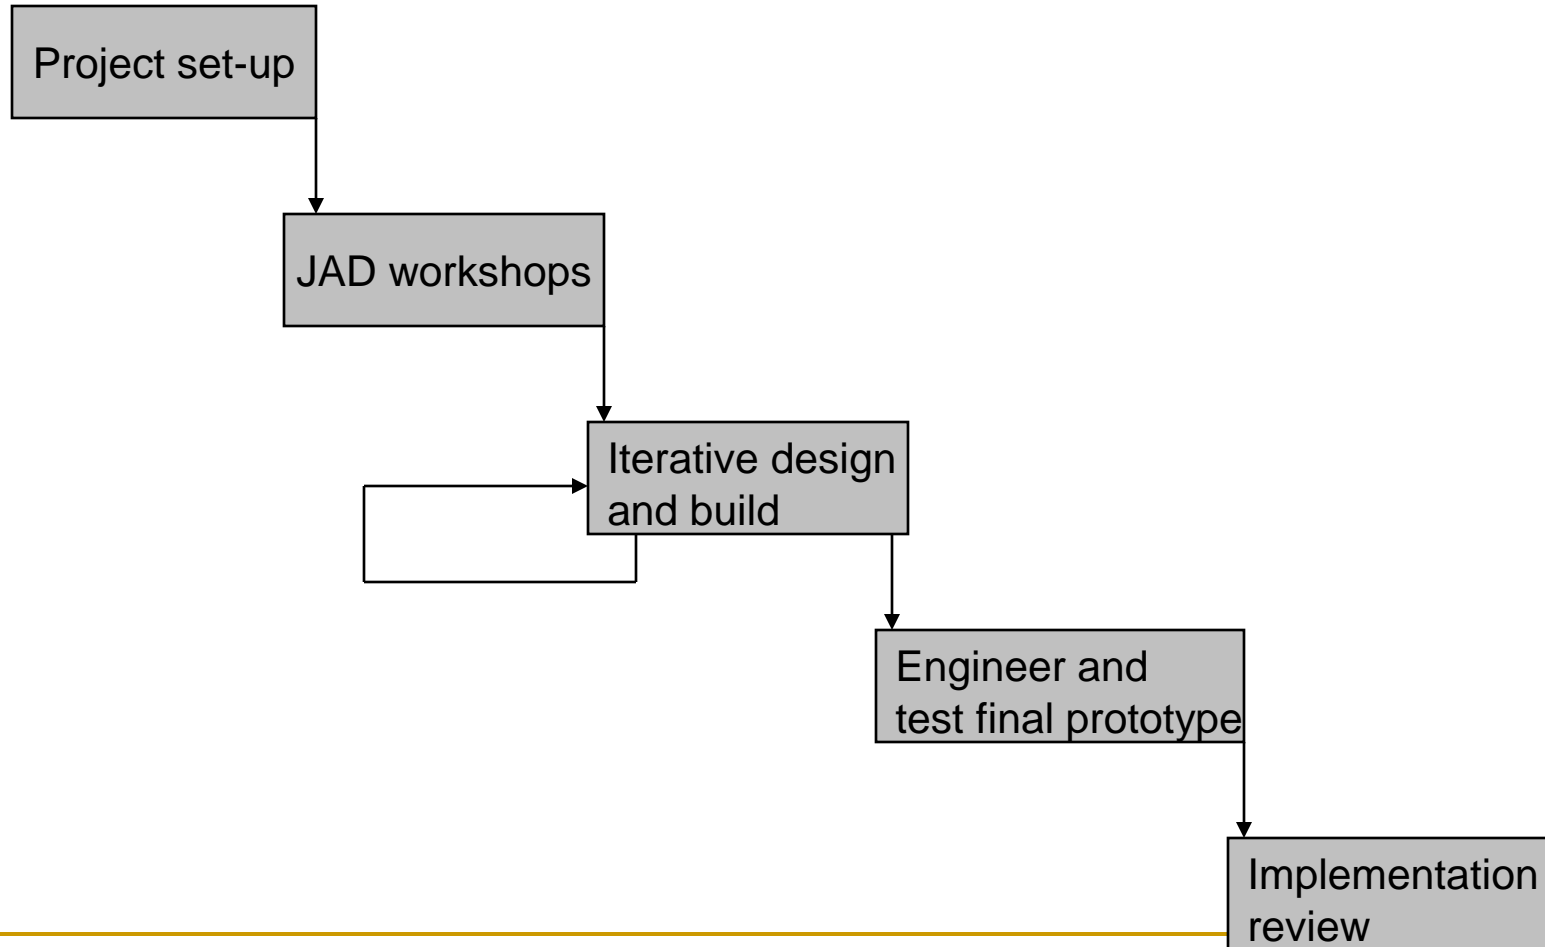 Project set-up
JAD workshops
Iterative design
and build
Engineer and
test final prototype
Implementation
review